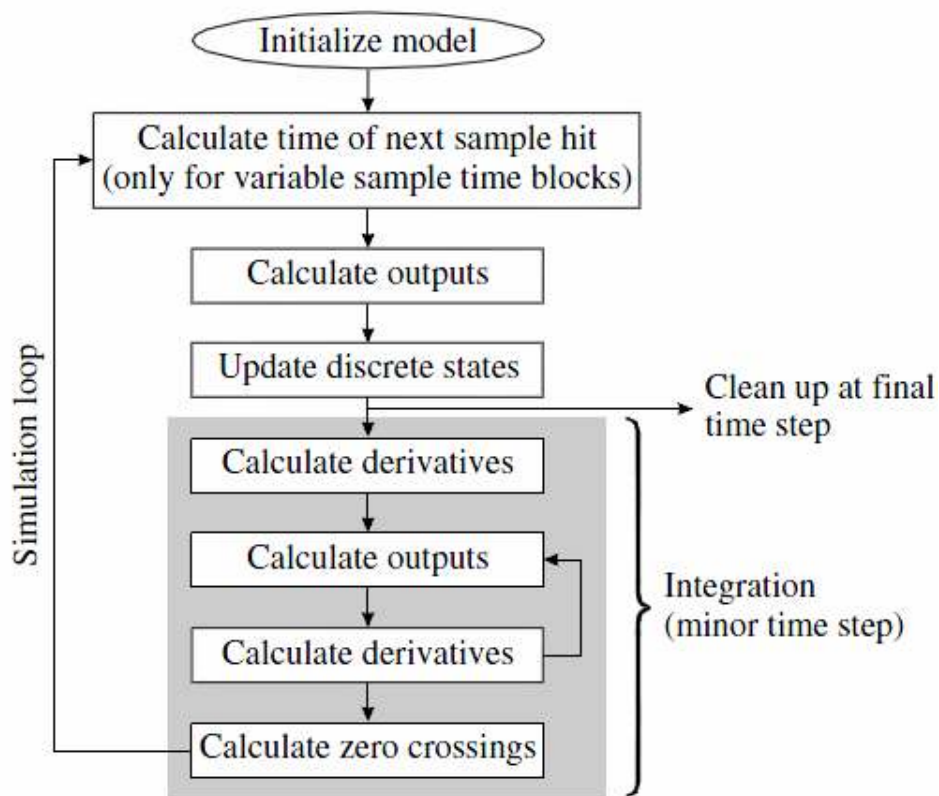 Initialize model
Calculate time of next sample hit
(only for variable sample time blocks)
Calculate outputs
Update discrete states
Clean up at final
time step
Calculate derivatives
Calculate outputs
Calculate derivatives
Calculate zero crossings
Integration
(minor time step)
Simulation loop